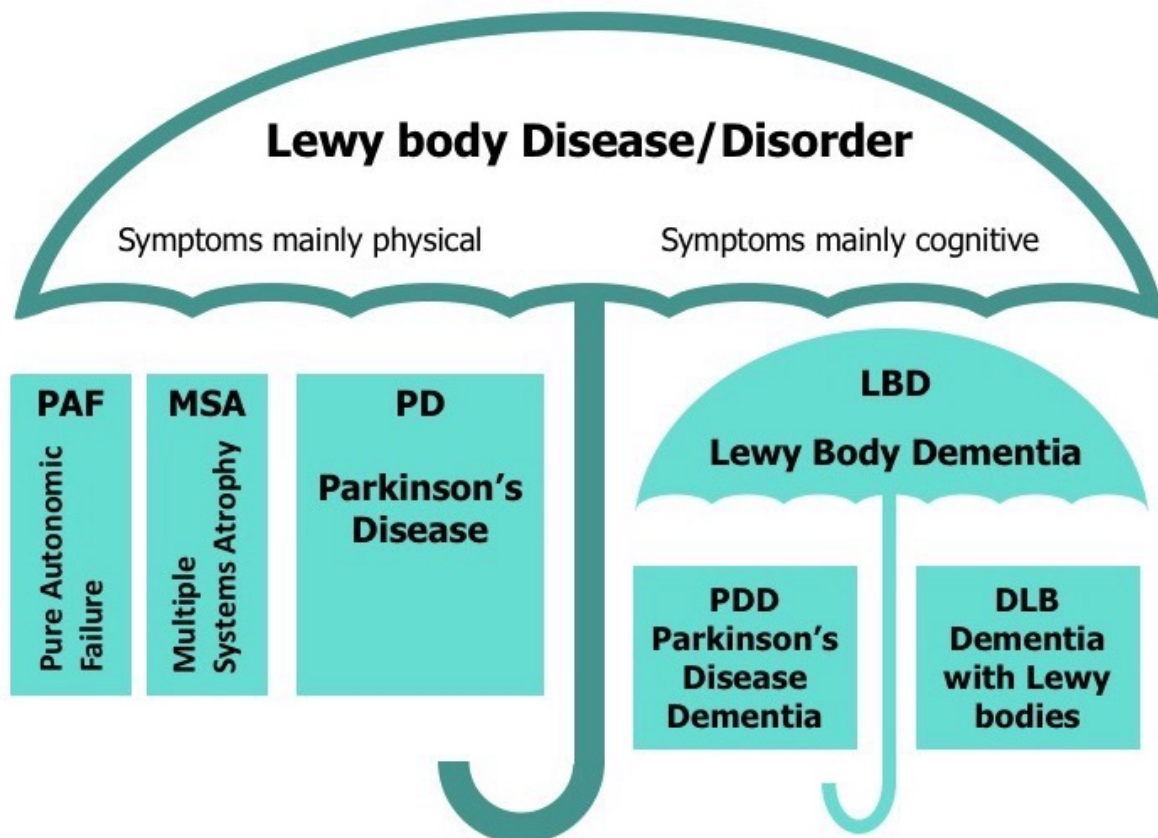 Lewy body Disease/Disorder
Symptoms mainly physical
Symptoms mainly cognitive
PAF
Pure Autonomic
Failure
MSA
Multiple
Systems Atrophy
PD
Parkinson’s
Disease
LBD
Lewy Body Dementia
PDD
Parkinson’s
Disease
Dementia
DLB
Dementia
with Lewy
bodies